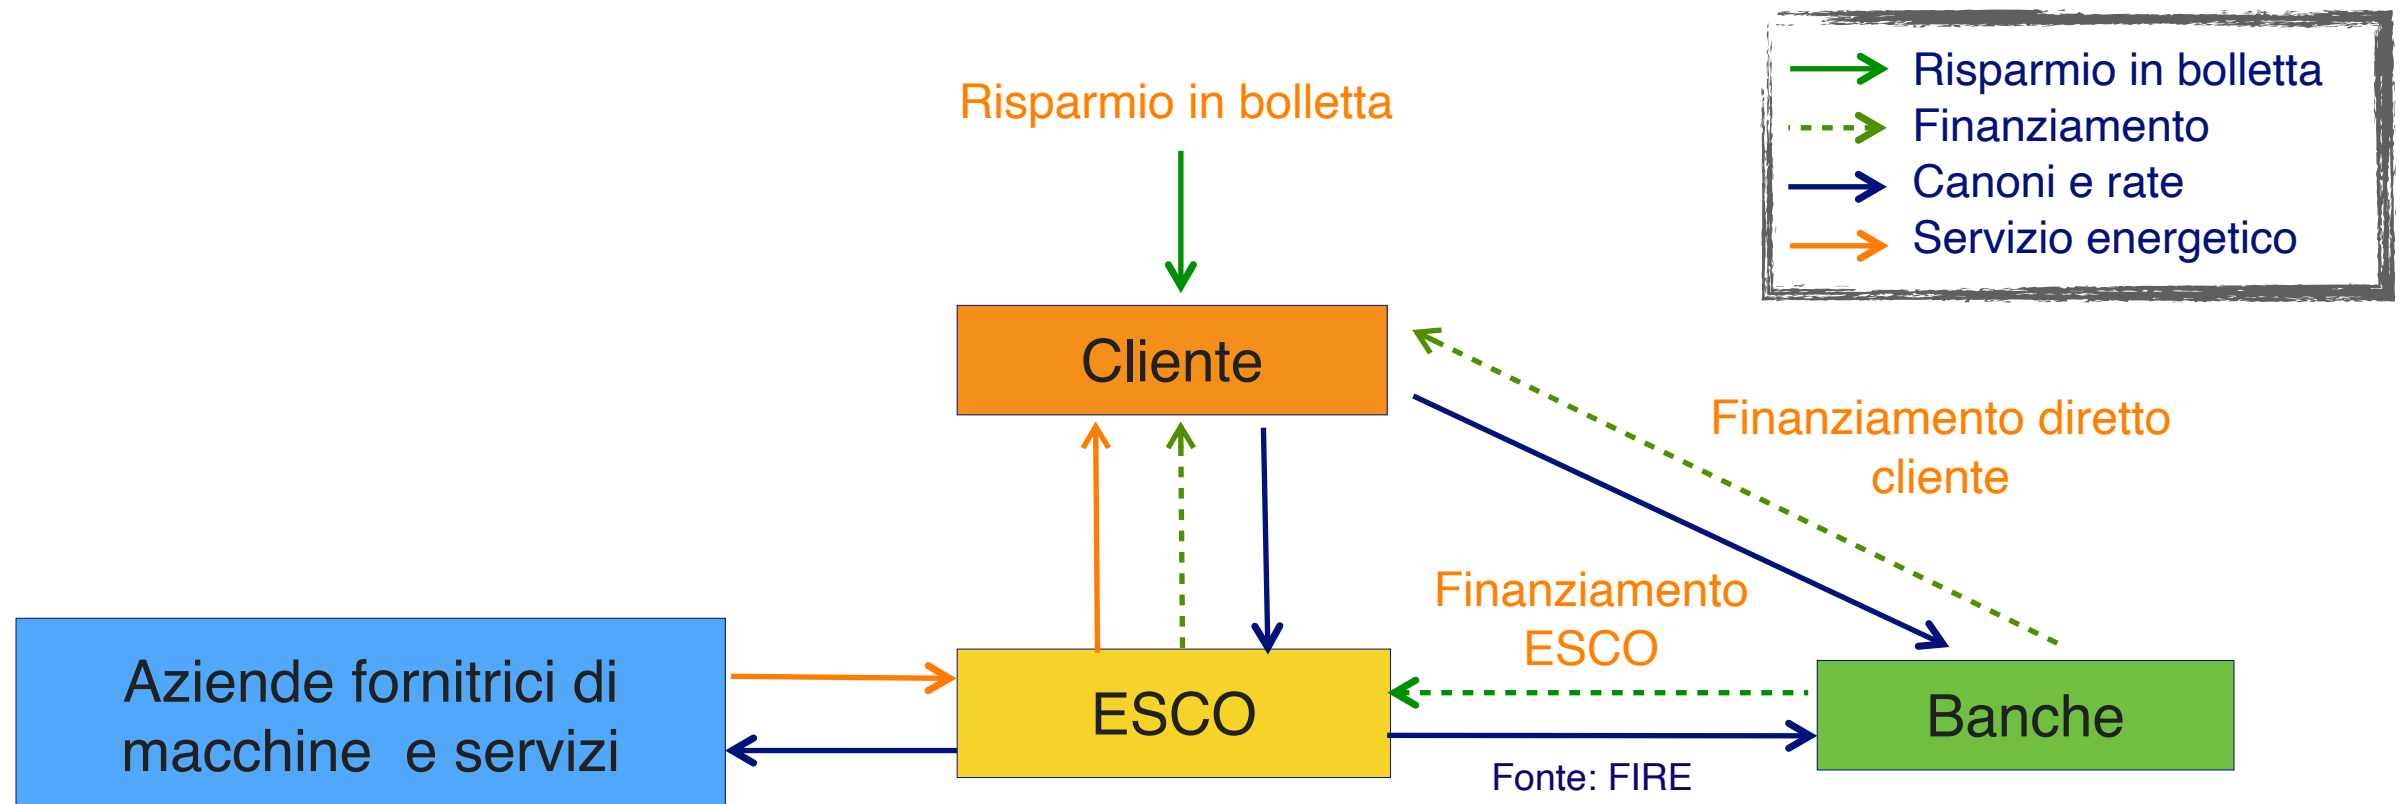 Risparmio in bolletta
Risparmio in bolletta
Finanziamento
Canoni e rate
Servizio energetico
Cliente
Finanziamento diretto
cliente
Finanziamento
ESCO
Aziende fornitrici di
macchine e servizi
ESCO
Banche
Fonte: FIRE